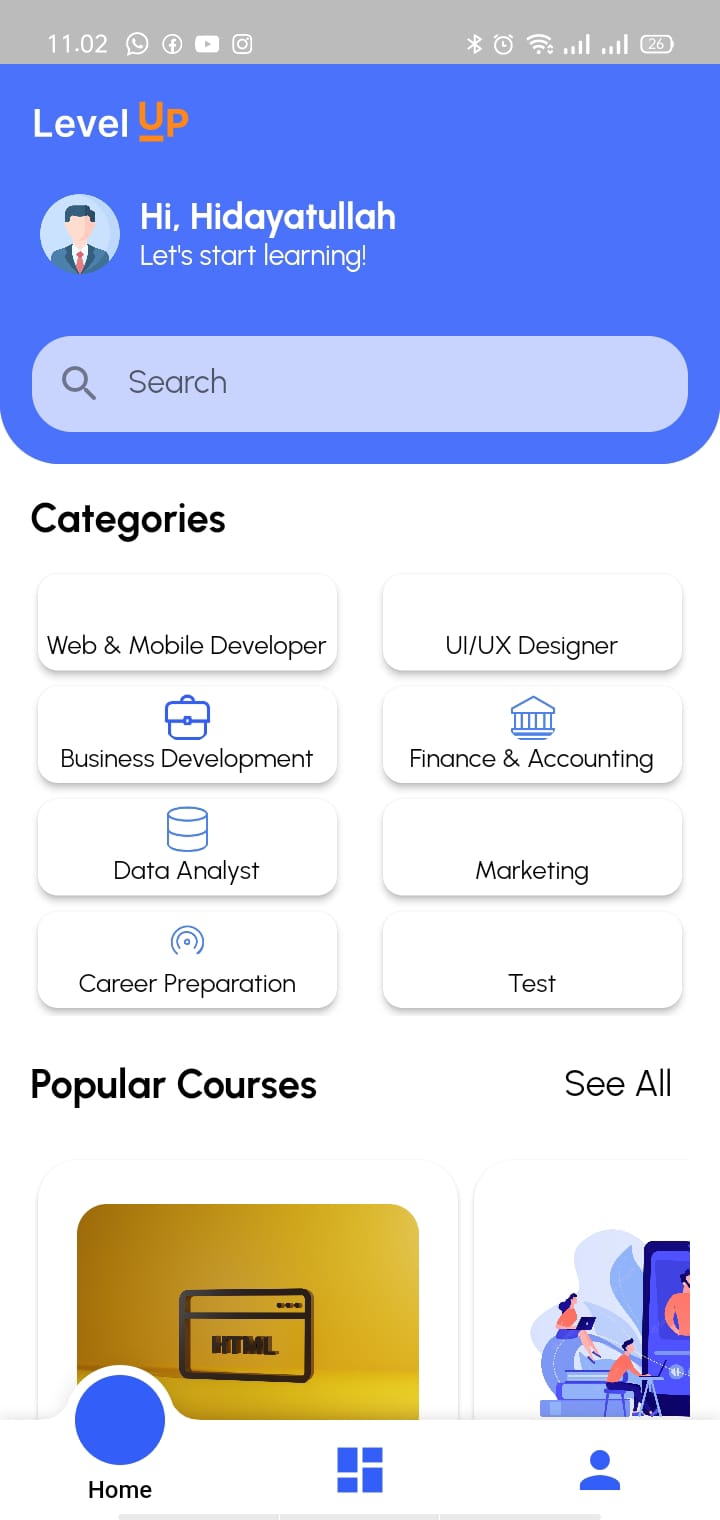 11.02
26
Level UP
Hi, Hidayatullah
Let's start learning!
Search
Categories
Web & Mobile Developer
UI/UX Designer
Business Development
Finance & Accounting
Data Analyst
Marketing
Career Preparation
Test
Popular Courses
See All
HTML
Home